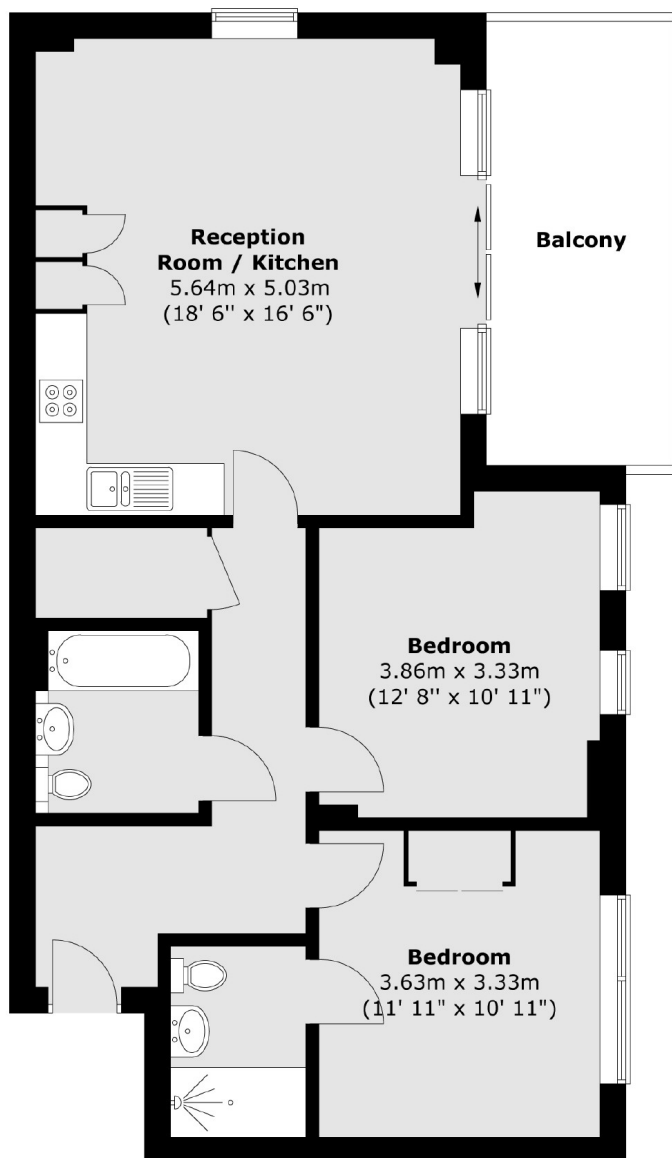 Reception
Room / Kitchen
5.64m x 5.03m
(18' 6'' x 16' 6")
Balcony
Bedroom
3.86m x 3.33m
(12' 8'' x 10' 11")
Bedroom
3.63m x 3.33m
(11' 11" x 10' 11")